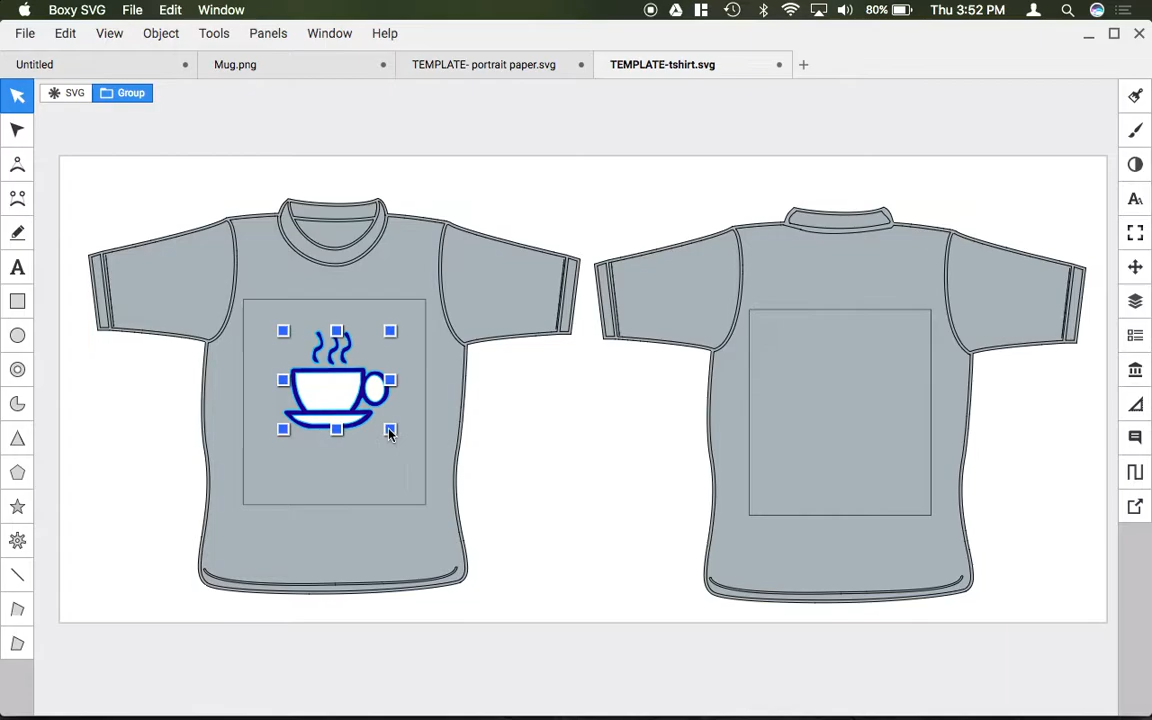 Boxy SVG File Edit Window 80% Thu 3:52 PM
File Edit View Object Tools Panels Window Help
Untitled Mug.png TEMPLATE- portrait paper.svg TEMPLATE-tshirt.svg
SVG Group